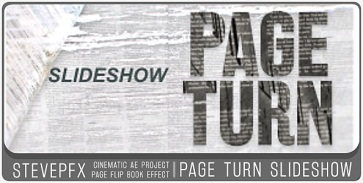 SLIDESHOW
PAGE
TURN
STEVEPFX
CINEMATIC AE PROJECT
PAGE FLIP BOOK EFFECT
PAGE TURN SLIDESHOW